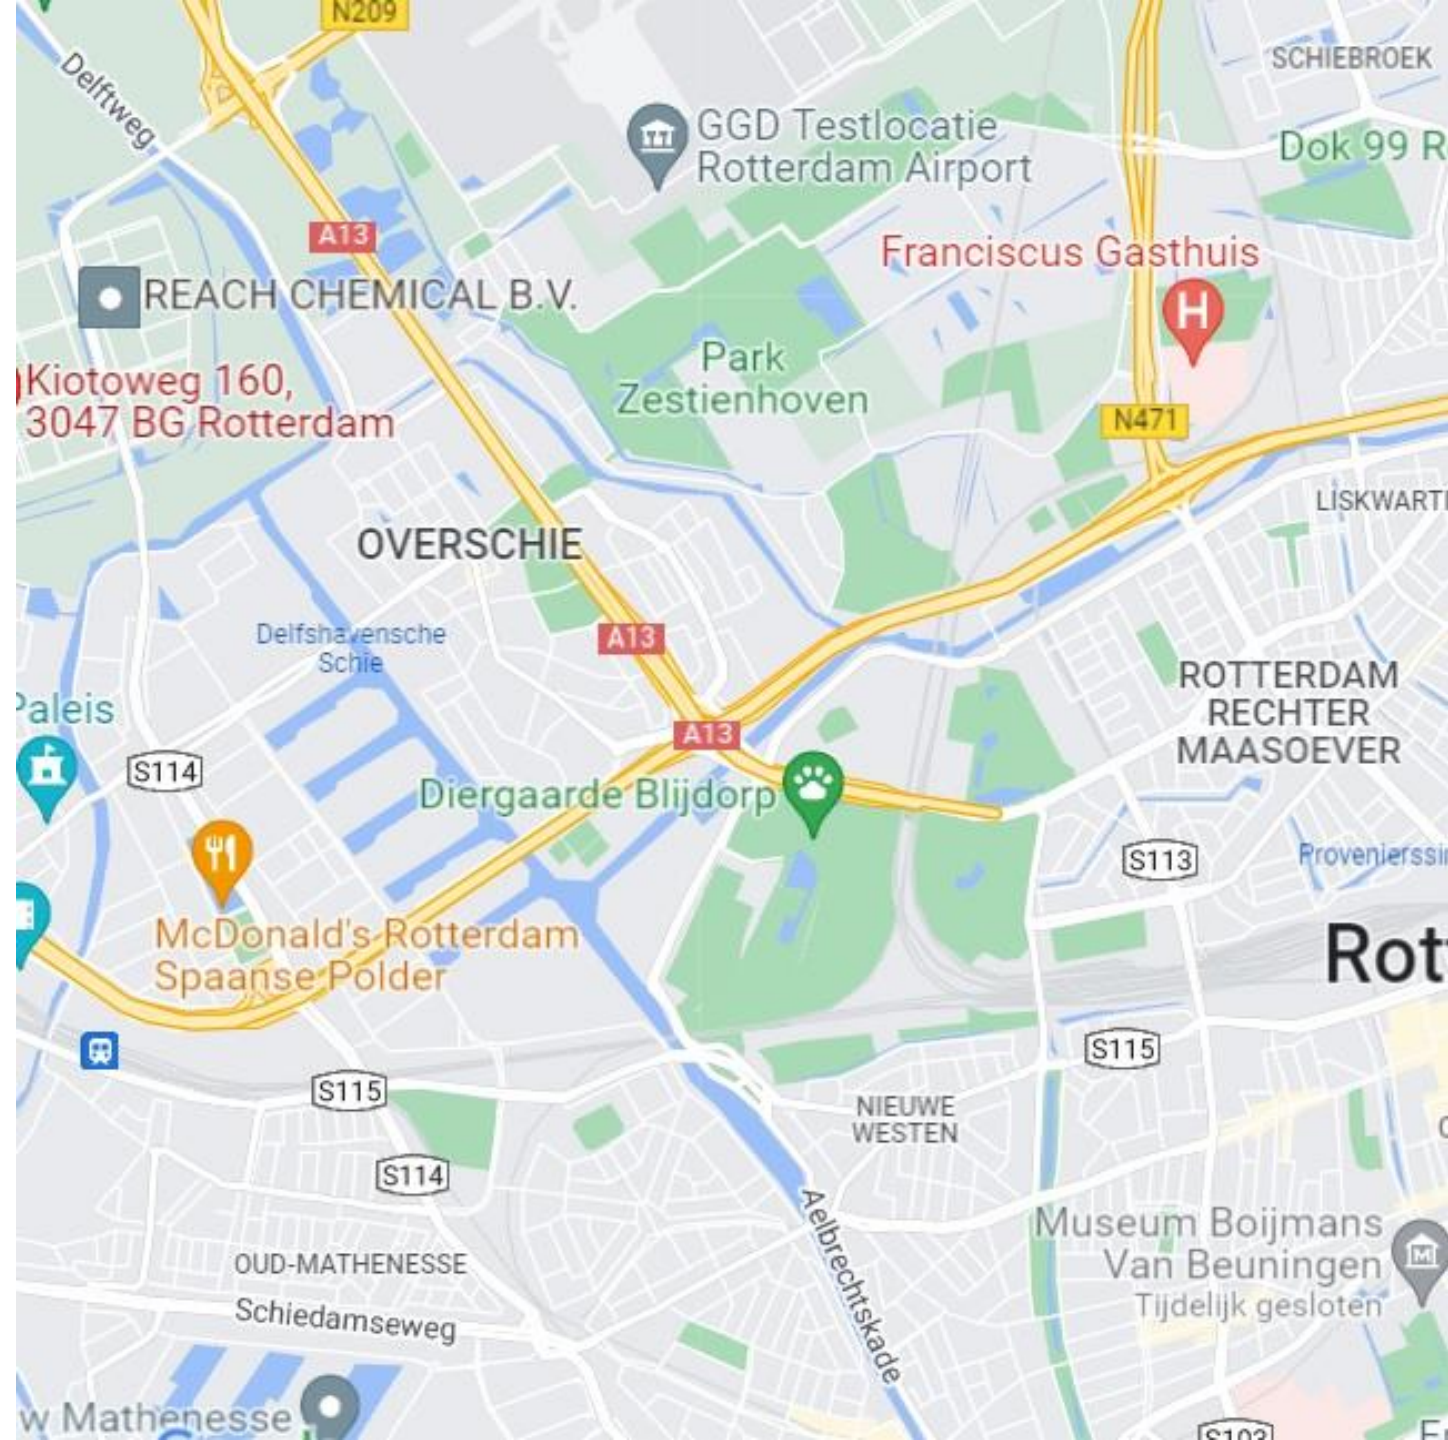 N209
SCHIEBROEK
Delftweg
GGD Testlocatie
Rotterdam Airport
Dok 99 R
A13
Franciscus Gasthuis
H
REACH CHEMICAL B.V.
Park
Zestienhoven
Kiotoweg 160,
3047 BG Rotterdam
N471
LISKWARTI
OVERSCHIE
Delfshavensche
Schie
A13
ROTTERDAM
RECHTER
MAASOEVER
Paleis
A13
S114
Diergaarde Blijdorp
S113
Provenierssin
McDonald's Rotterdam
Spaanse Polder
Rot
S115
S115
NIEUWE
WESTEN
S114
Aelbrechtskade
Museum Boijmans
Van Beuningen
Tijdelijk gesloten
OUD-MATHENESSE
Schiedamseweg
w Mathenesse
S103